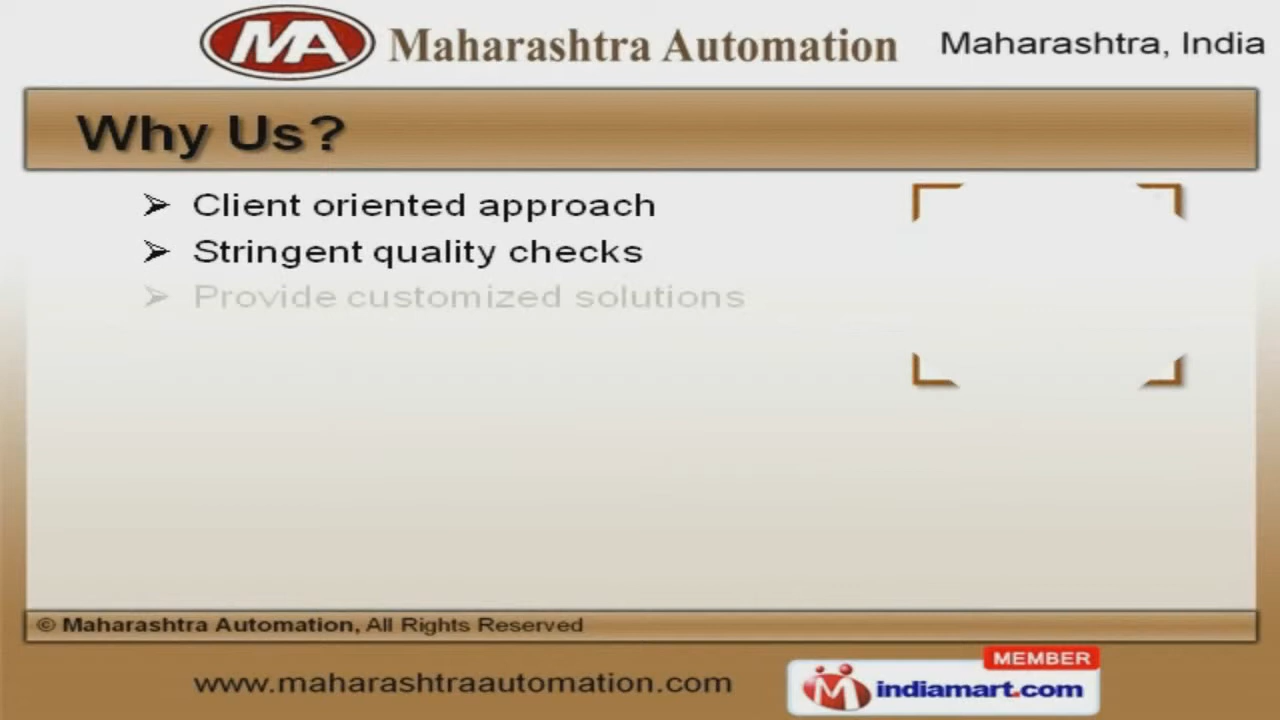 MA Maharashtra Automation
Maharashtra, India
Why Us?
➢ Client oriented approach
➢ Stringent quality checks
➢ Provide customized solutions
© Maharashtra Automation, All Rights Reserved
www.maharashtraautomation.com
MEMBER
indiamart.com